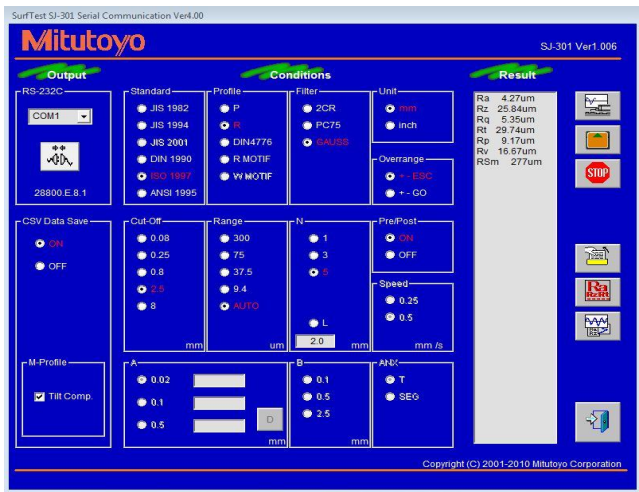 SurfTest SJ-301 Serial Communication Ver4.00
Mitutoyo
SJ-301 Ver1.006
Output
Conditions
Result
RS-232C
COM1
28800.E.8.1
Standard
JIS 1982
JIS 1994
JIS 2001
DIN 1990
ISO 1997
ANSI 1995
Profile
P
R
DIN4776
R MOTIF
W MOTIF
Filter
2CR
PC75
GAUSS
Unit
mm
inch
Overrange
+ - ESC
+ - GO
Ra 4.27um
Rz 25.84um
Rq 5.35um
Rt 29.74um
Rp 9.17um
Rv 16.67um
RSm 277um
STOP
CSV Data Save
ON
OFF
Cut-Off
0.08
0.25
0.8
2.5
8
mm
Range
300
75
37.5
9.4
AUTO
um
N
1
3
5
L
2.0 mm
Pre/Post
ON
OFF
Speed
0.25
0.5
mm /s
Ra
RzRt
M-Profile
Tilt Comp.
A
0.02
0.1
0.5
D
mm
B
0.1
0.5
2.5
mm
ANX
T
SEG
Copyright (C) 2001-2010 Mitutoyo Corporation